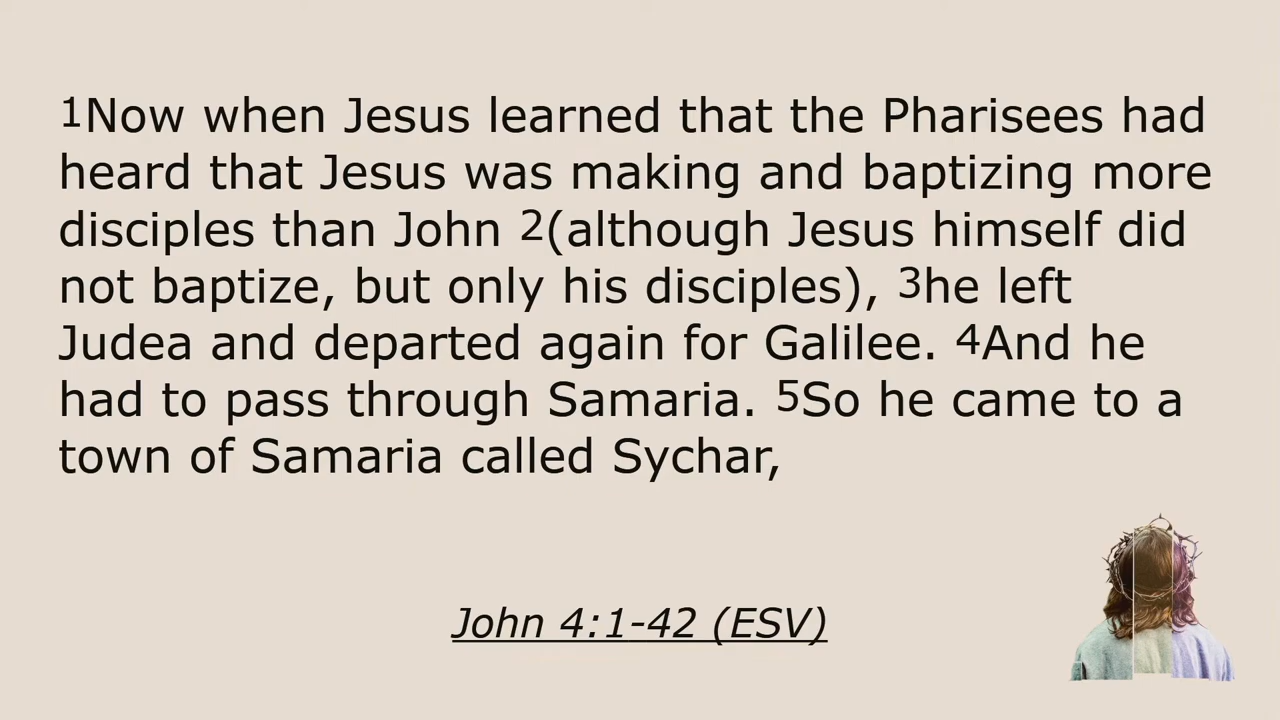 1Now when Jesus learned that the Pharisees had
heard that Jesus was making and baptizing more
disciples than John 2(although Jesus himself did
not baptize, but only his disciples), 3he left
Judea and departed again for Galilee. 4And he
had to pass through Samaria. 5So he came to a
town of Samaria called Sychar,
John 4:1-42 (ESV)